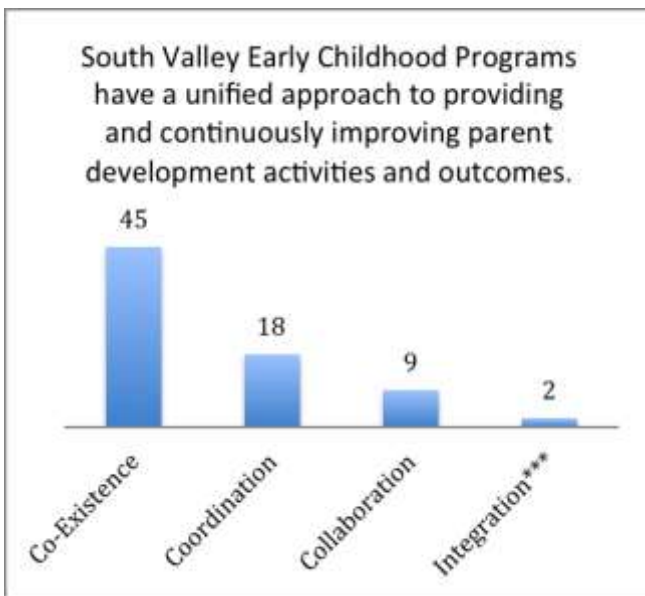 South Valley Early Childhood Programs
have a unified approach to providing
and continuously improving parent
development activities and outcomes.
45
18
9
2
Co-Existence
Coordination
Collaboration
Integration***